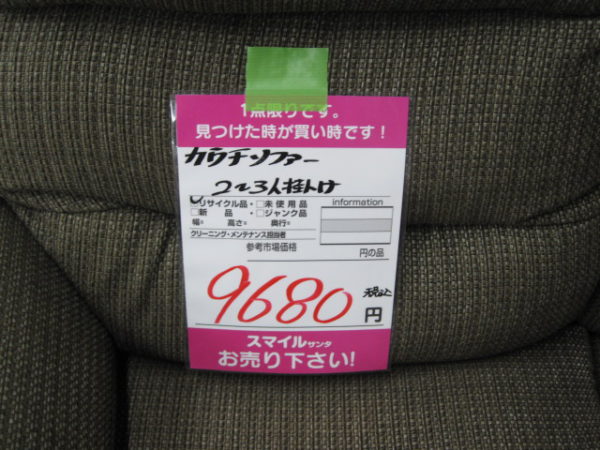 1点限りです。
見つけた時が買い時です!
カウチソファー
2~3人掛け
リサイクル品・□未使用品 information
□新品・□ジャンク品
幅= 高さ= 奥行=
クリーニング・メンテナンス担当者
参考市場価格 円の品
9680円 税込
スマイルサンタ
お売り下さい!